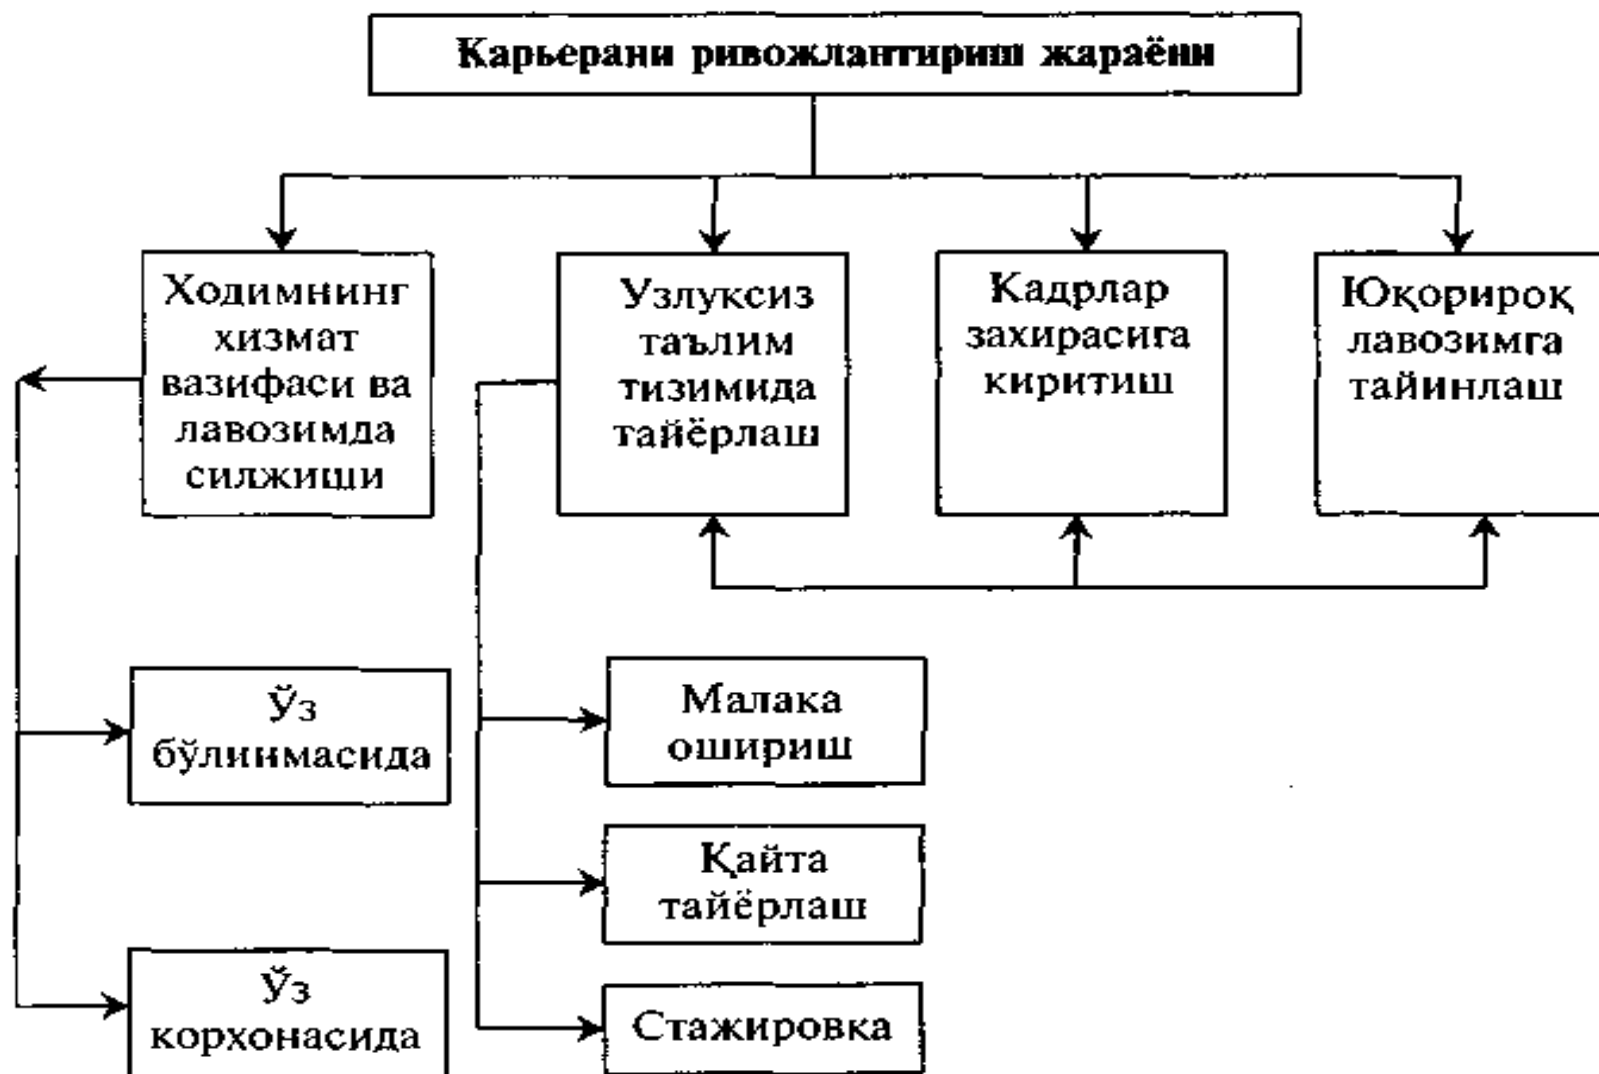 Карьерани ривожлантириш жараёни
Ходимнинг
хизмат
вазифаси ва
лавозимда
силжиши
Узлуксиз
таълим
тизимида
тайёрлаш
Кадрлар
захирасига
киритиш
Юқорироқ
лавозимга
тайинлаш
Ўз
бўлинмасида
Ўз
корхонасида
Малака
ошириш
Қайта
тайёрлаш
Стажировка